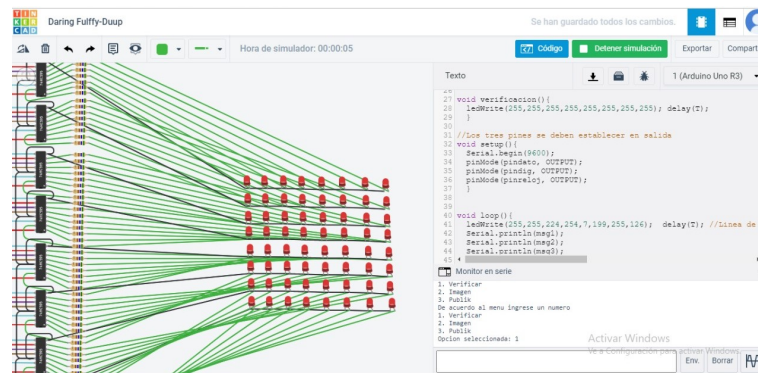 TIN
KER
CAD
Daring Fulffy-Duup
Se han guardado todos los cambios.
Hora de simulador: 00:00:05
Código
Detener simulación
Exportar
Compart
Texto
1 (Arduino Uno R3)
26
27 void verificacion(){
28 ledWrite(255,255,255,255,255,255,255,255); delay(T);
29 }
30
31 //Los tres pines se deben establecer en salida
32 void setup(){
33 Serial.begin(9600);
34 pinMode(pindato, OUTPUT);
35 pinMode(pindig, OUTPUT);
36 pinMode(pinreloj, OUTPUT);
37 }
38
39
40 void loop(){
41 ledWrite(255,255,224,254,7,199,255,126); delay(T); //Linea de
42 Serial.println(msg1);
43 Serial.println(msg2);
44 Serial.println(msg3);
45
Monitor en serie
1. Verificar
2. Imagen
3. Publik
De acuerdo al menu ingrese un numero
1. Verificar
2. Imagen
3. Publik
Opcion seleccionada: 1
Activar Windows
Ve a Configuración para activar Windows.
Env.
Borrar